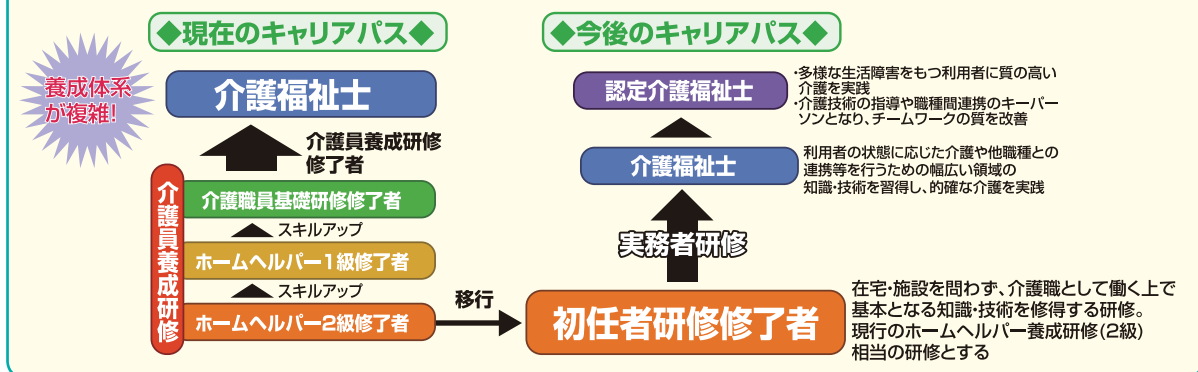 ◆現在のキャリアパス◆
養成体系
が複雑!
介護福祉士
介護員養成研修
修了者
介護員養成研修
介護職員基礎研修修了者
スキルアップ
ホームヘルパー1級修了者
スキルアップ
ホームヘルパー2級修了者
移行
◆今後のキャリアパス◆
認定介護福祉士
・多様な生活障害をもつ利用者に質の高い
介護を実践
・介護技術の指導や職種間連携のキーパー
ソンとなり、チームワークの質を改善
介護福祉士
利用者の状態に応じた介護や他職種との
連携等を行うための幅広い領域の
知識・技術を習得し、的確な介護を実践
実務者研修
初任者研修修了者
在宅・施設を問わず、介護職として働く上で
基本となる知識・技術を修得する研修。
現行のホームヘルパー養成研修(2級)
相当の研修とする